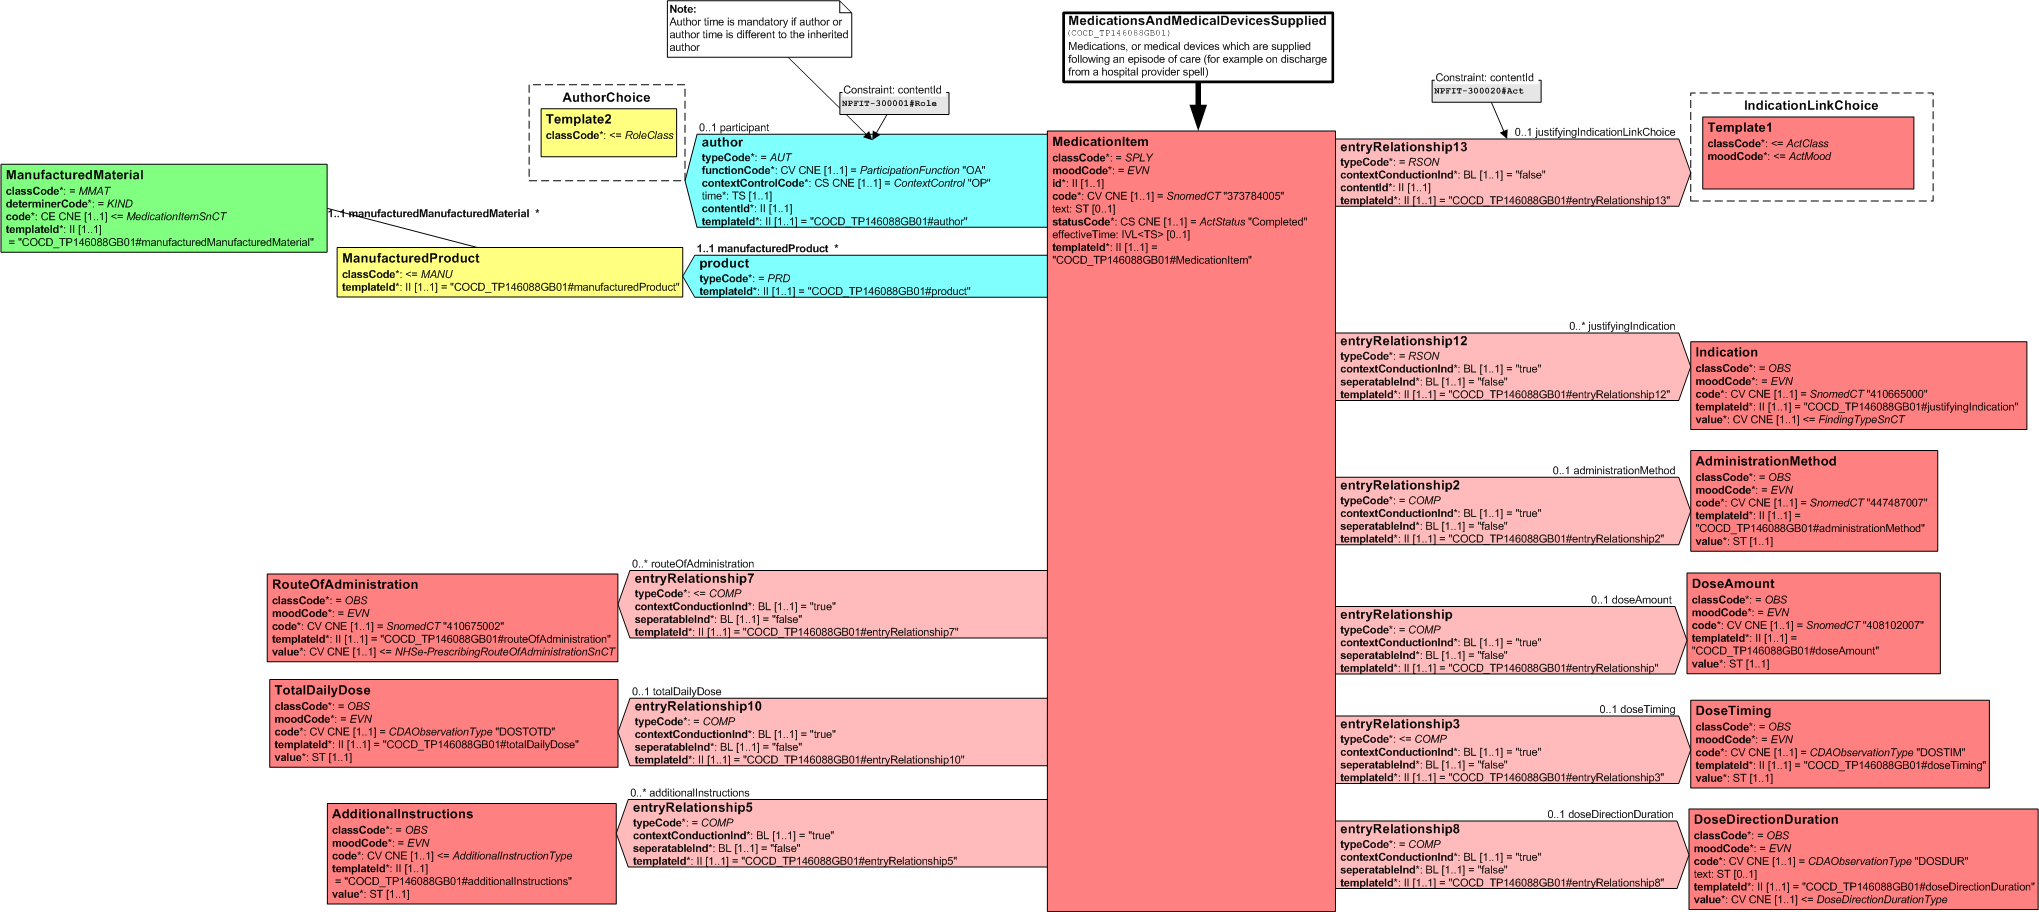 Note:
Author time is mandatory if author or
author time is different to the inherited
author
MedicationsAndMedicalDevicesSupplied
(COCD_TP146088GB01)
Medications, or medical devices which are supplied
following an episode of care (for example on discharge
from a hospital provider spell)
Constraint: contentId
NPFIT-300001#Role
Constraint: contentId
NPFIT-300020#Act
AuthorChoice
Template2
classCode*: <= RoleClass
IndicationLinkChoice
Template1
classCode*: <= ActClass
moodCode*: <= ActMood
0..1 participant
author
typeCode*: = AUT
functionCode*: CV CNE [1..1] = ParticipationFunction "OA"
contextControlCode*: CS CNE [1..1] = ContextControl "OP"
time*: TS [1..1]
contentId*: II [1..1]
templateId*: II [1..1] = "COCD_TP146088GB01#author"
MedicationItem
classCode*: = SPLY
moodCode*: = EVN
id*: II [1..1]
code*: CV CNE [1..1] = SnomedCT "373784005"
text: ST [0..1]
statusCode*: CS CNE [1..1] = ActStatus "Completed"
effectiveTime: IVL<TS> [0..1]
templateId*: II [1..1] =
"COCD_TP146088GB01#MedicationItem"
0..1 justifyingIndicationLinkChoice
entryRelationship13
typeCode*: = RSON
contextConductionInd*: BL [1..1] = "false"
contentId*: II [1..1]
templateId*: II [1..1] = "COCD_TP146088GB01#entryRelationship13"
ManufacturedMaterial
classCode*: = MMAT
determinerCode*: = KIND
code*: CE CNE [1..1] <= MedicationItemSnCT
templateId*: II [1..1]
= "COCD_TP146088GB01#manufacturedManufacturedMaterial"
1..1 manufacturedManufacturedMaterial *
ManufacturedProduct
classCode*: <= MANU
templateId*: II [1..1] = "COCD_TP146088GB01#manufacturedProduct"
1..1 manufacturedProduct *
product
typeCode*: = PRD
templateId*: II [1..1] = "COCD_TP146088GB01#product"
0..* justifyingIndication
entryRelationship12
typeCode*: = RSON
contextConductionInd*: BL [1..1] = "true"
seperatableInd*: BL [1..1] = "false"
templateId*: II [1..1] = "COCD_TP146088GB01#entryRelationship12"
Indication
classCode*: = OBS
moodCode*: = EVN
code*: CV CNE [1..1] = SnomedCT "410665000"
templateId*: II [1..1] = "COCD_TP146088GB01#justifyingIndication"
value*: CV CNE [1..1] <= FindingTypeSnCT
0..1 administrationMethod
entryRelationship2
typeCode*: = COMP
contextConductionInd*: BL [1..1] = "true"
seperatableInd*: BL [1..1] = "false"
templateId*: II [1..1] = "COCD_TP146088GB01#entryRelationship2"
AdministrationMethod
classCode*: = OBS
moodCode*: = EVN
code*: CV CNE [1..1] = SnomedCT "447487007"
templateId*: II [1..1] =
"COCD_TP146088GB01#administrationMethod"
value*: ST [1..1]
0..* routeOfAdministration
entryRelationship7
typeCode*: <= COMP
contextConductionInd*: BL [1..1] = "true"
seperatableInd*: BL [1..1] = "false"
templateId*: II [1..1] = "COCD_TP146088GB01#entryRelationship7"
RouteOfAdministration
classCode*: = OBS
moodCode*: = EVN
code*: CV CNE [1..1] = SnomedCT "410675002"
templateId*: II [1..1] = "COCD_TP146088GB01#routeOfAdministration"
value*: CV CNE [1..1] <= NHSe-PrescribingRouteOfAdministrationSnCT
0..1 doseAmount
entryRelationship
typeCode*: = COMP
contextConductionInd*: BL [1..1] = "true"
seperatableInd*: BL [1..1] = "false"
templateId*: II [1..1] = "COCD_TP146088GB01#entryRelationship"
DoseAmount
classCode*: = OBS
moodCode*: = EVN
code*: CV CNE [1..1] = SnomedCT "408102007"
templateId*: II [1..1] =
"COCD_TP146088GB01#doseAmount"
value*: ST [1..1]
0..1 totalDailyDose
entryRelationship10
typeCode*: = COMP
contextConductionInd*: BL [1..1] = "true"
seperatableInd*: BL [1..1] = "false"
templateId*: II [1..1] = "COCD_TP146088GB01#entryRelationship10"
TotalDailyDose
classCode*: = OBS
moodCode*: = EVN
code*: CV CNE [1..1] = CDAObservationType "DOSTOTD"
templateId*: II [1..1] = "COCD_TP146088GB01#totalDailyDose"
value*: ST [1..1]
0..1 doseTiming
entryRelationship3
typeCode*: <= COMP
contextConductionInd*: BL [1..1] = "true"
seperatableInd*: BL [1..1] = "false"
templateId*: II [1..1] = "COCD_TP146088GB01#entryRelationship3"
DoseTiming
classCode*: = OBS
moodCode*: = EVN
code*: CV CNE [1..1] = CDAObservationType "DOSTIM"
templateId*: II [1..1] = "COCD_TP146088GB01#doseTiming"
value*: ST [1..1]
0..* additionalInstructions
entryRelationship5
typeCode*: = COMP
contextConductionInd*: BL [1..1] = "true"
seperatableInd*: BL [1..1] = "false"
templateId*: II [1..1] = "COCD_TP146088GB01#entryRelationship5"
AdditionalInstructions
classCode*: = OBS
moodCode*: = EVN
code*: CV CNE [1..1] <= AdditionalInstructionType
templateId*: II [1..1]
= "COCD_TP146088GB01#additionalInstructions"
value*: ST [1..1]
0..1 doseDirectionDuration
entryRelationship8
typeCode*: = COMP
contextConductionInd*: BL [1..1] = "true"
seperatableInd*: BL [1..1] = "false"
templateId*: II [1..1] = "COCD_TP146088GB01#entryRelationship8"
DoseDirectionDuration
classCode*: = OBS
moodCode*: = EVN
code*: CV CNE [1..1] = CDAObservationType "DOSDUR"
text: ST [0..1]
templateId*: II [1..1] = "COCD_TP146088GB01#doseDirectionDuration"
value*: CV CNE [1..1] <= DoseDirectionDurationType